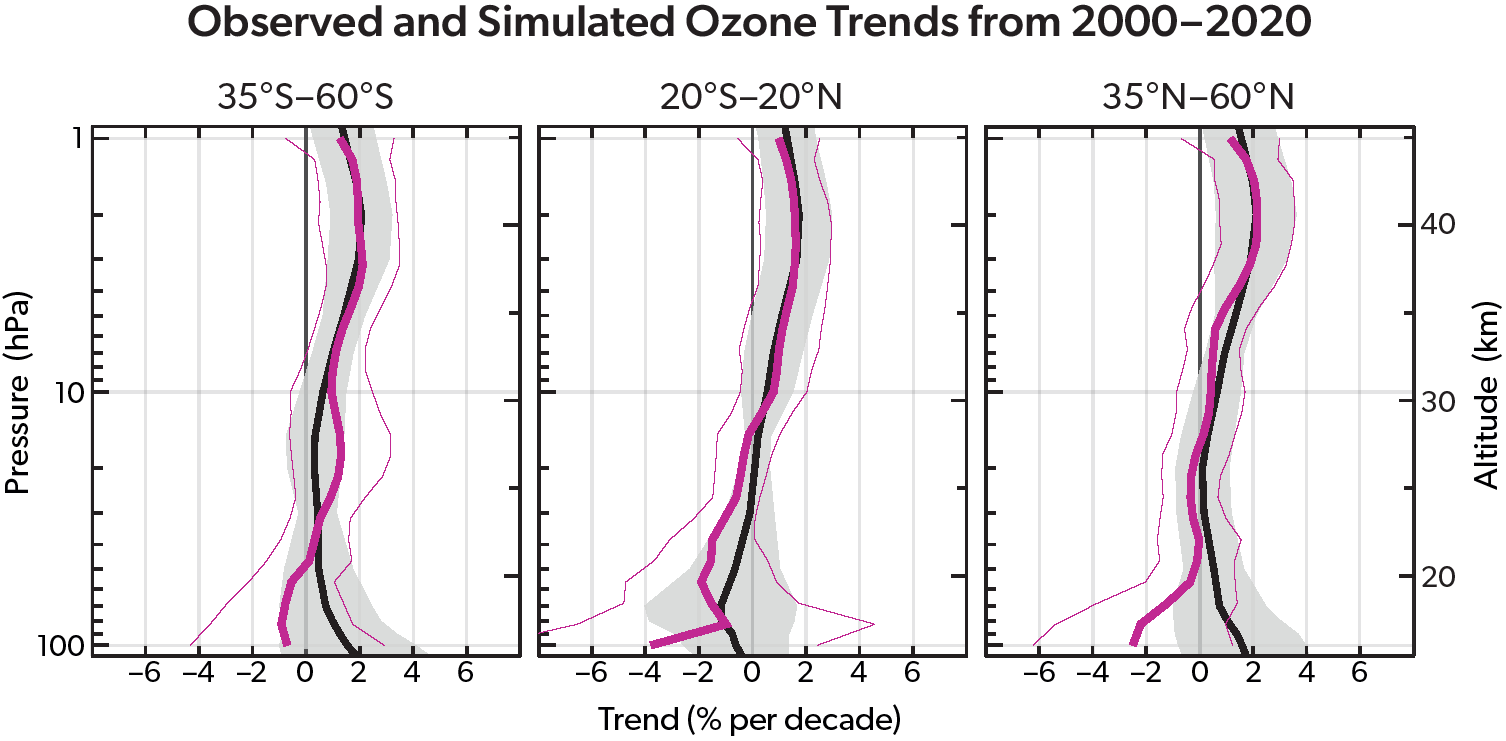 Observed and Simulated Ozone Trends from 2000–2020
35°S–60°S 20°S–20°N 35°N–60°N
1
10
100
Pressure (hPa)
40
30
20
Altitude (km)
−6 −4 −2 0 2 4 6 −6 −4 −2 0 2 4 6 −6 −4 −2 0 2 4 6
Trend (% per decade)